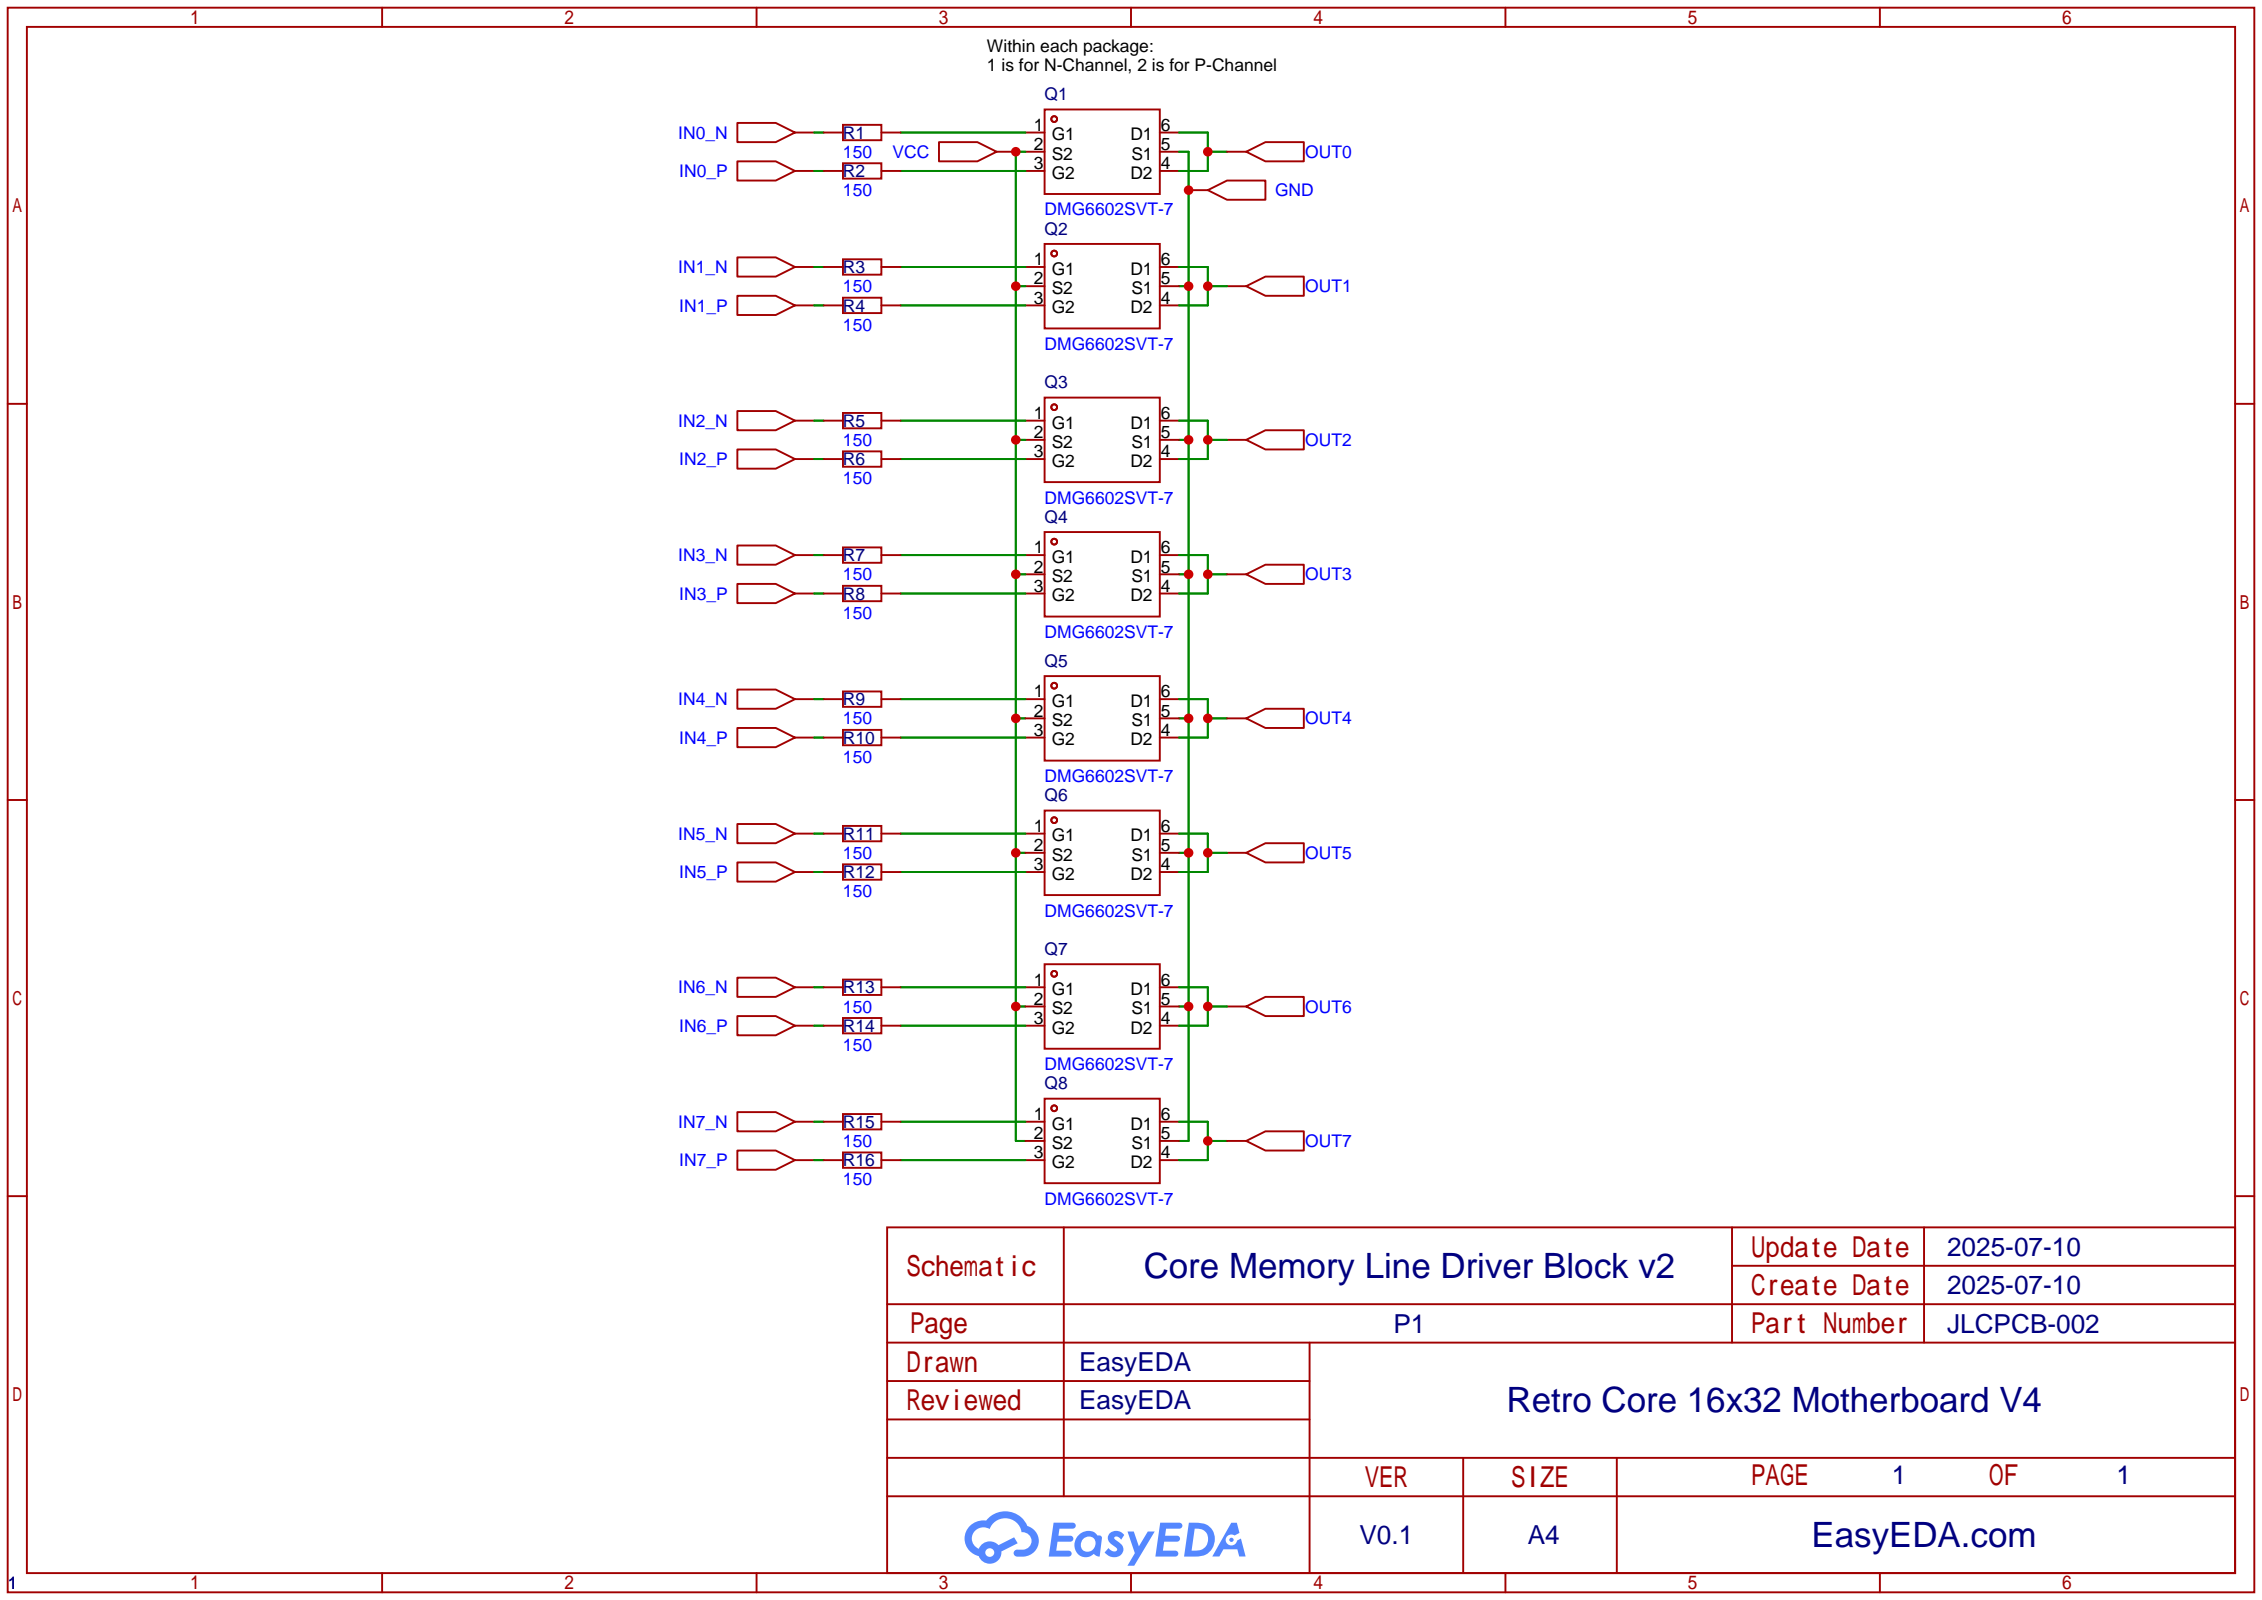 1 2 3 4 5 6
Within each package:
1 is for N-Channel, 2 is for P-Channel
Q1
IN0_N R1 1 G1 D1 6
150 VCC 2 S2 S1 5 OUT0
IN0_P R2 3 G2 D2 4
150 GND
A A
DMG6602SVT-7
Q2
IN1_N R3 1 G1 D1 6
150 2 S2 S1 5 OUT1
IN1_P R4 3 G2 D2 4
150
DMG6602SVT-7
Q3
IN2_N R5 1 G1 D1 6
150 2 S2 S1 5 OUT2
IN2_P R6 3 G2 D2 4
150
DMG6602SVT-7
Q4
IN3_N R7 1 G1 D1 6
150 2 S2 S1 5 OUT3
IN3_P R8 3 G2 D2 4
B B
150
DMG6602SVT-7
Q5
IN4_N R9 1 G1 D1 6
150 2 S2 S1 5 OUT4
IN4_P R10 3 G2 D2 4
150
DMG6602SVT-7
Q6
IN5_N R11 1 G1 D1 6
150 2 S2 S1 5 OUT5
IN5_P R12 3 G2 D2 4
150
DMG6602SVT-7
Q7
IN6_N R13 1 G1 D1 6
C C
150 2 S2 S1 5 OUT6
IN6_P R14 3 G2 D2 4
150
DMG6602SVT-7
Q8
IN7_N R15 1 G1 D1 6
150 2 S2 S1 5 OUT7
IN7_P R16 3 G2 D2 4
150
DMG6602SVT-7
Schematic Core Memory Line Driver Block v2 Update Date 2025-07-10
Create Date 2025-07-10
Page P1 Part Number JLCPCB-002
Drawn EasyEDA
D D
Reviewed EasyEDA Retro Core 16x32 Motherboard V4
VER SIZE PAGE 1 OF 1
EasyEDA V0.1 A4 EasyEDA.com
1 1 2 3 4 5 6